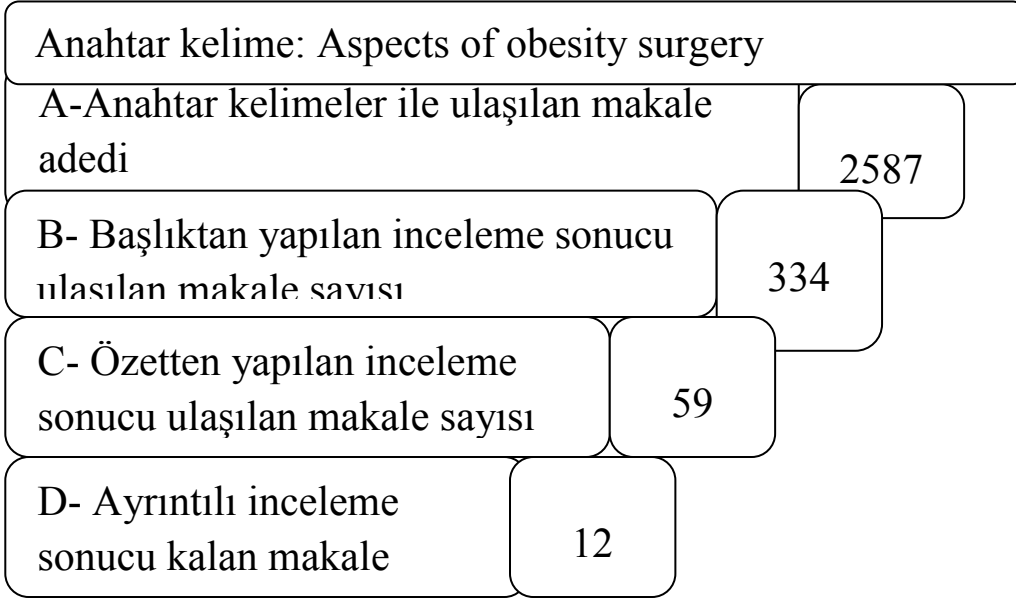 Anahtar kelime: Aspects of obesity surgery
A-Anahtar kelimeler ile ulaşılan makale
adedi
2587
B- Başlıktan yapılan inceleme sonucu
ulaşılan makale sayısı
334
C- Özetten yapılan inceleme
sonucu ulaşılan makale sayısı
59
D- Ayrıntılı inceleme
sonucu kalan makale
12